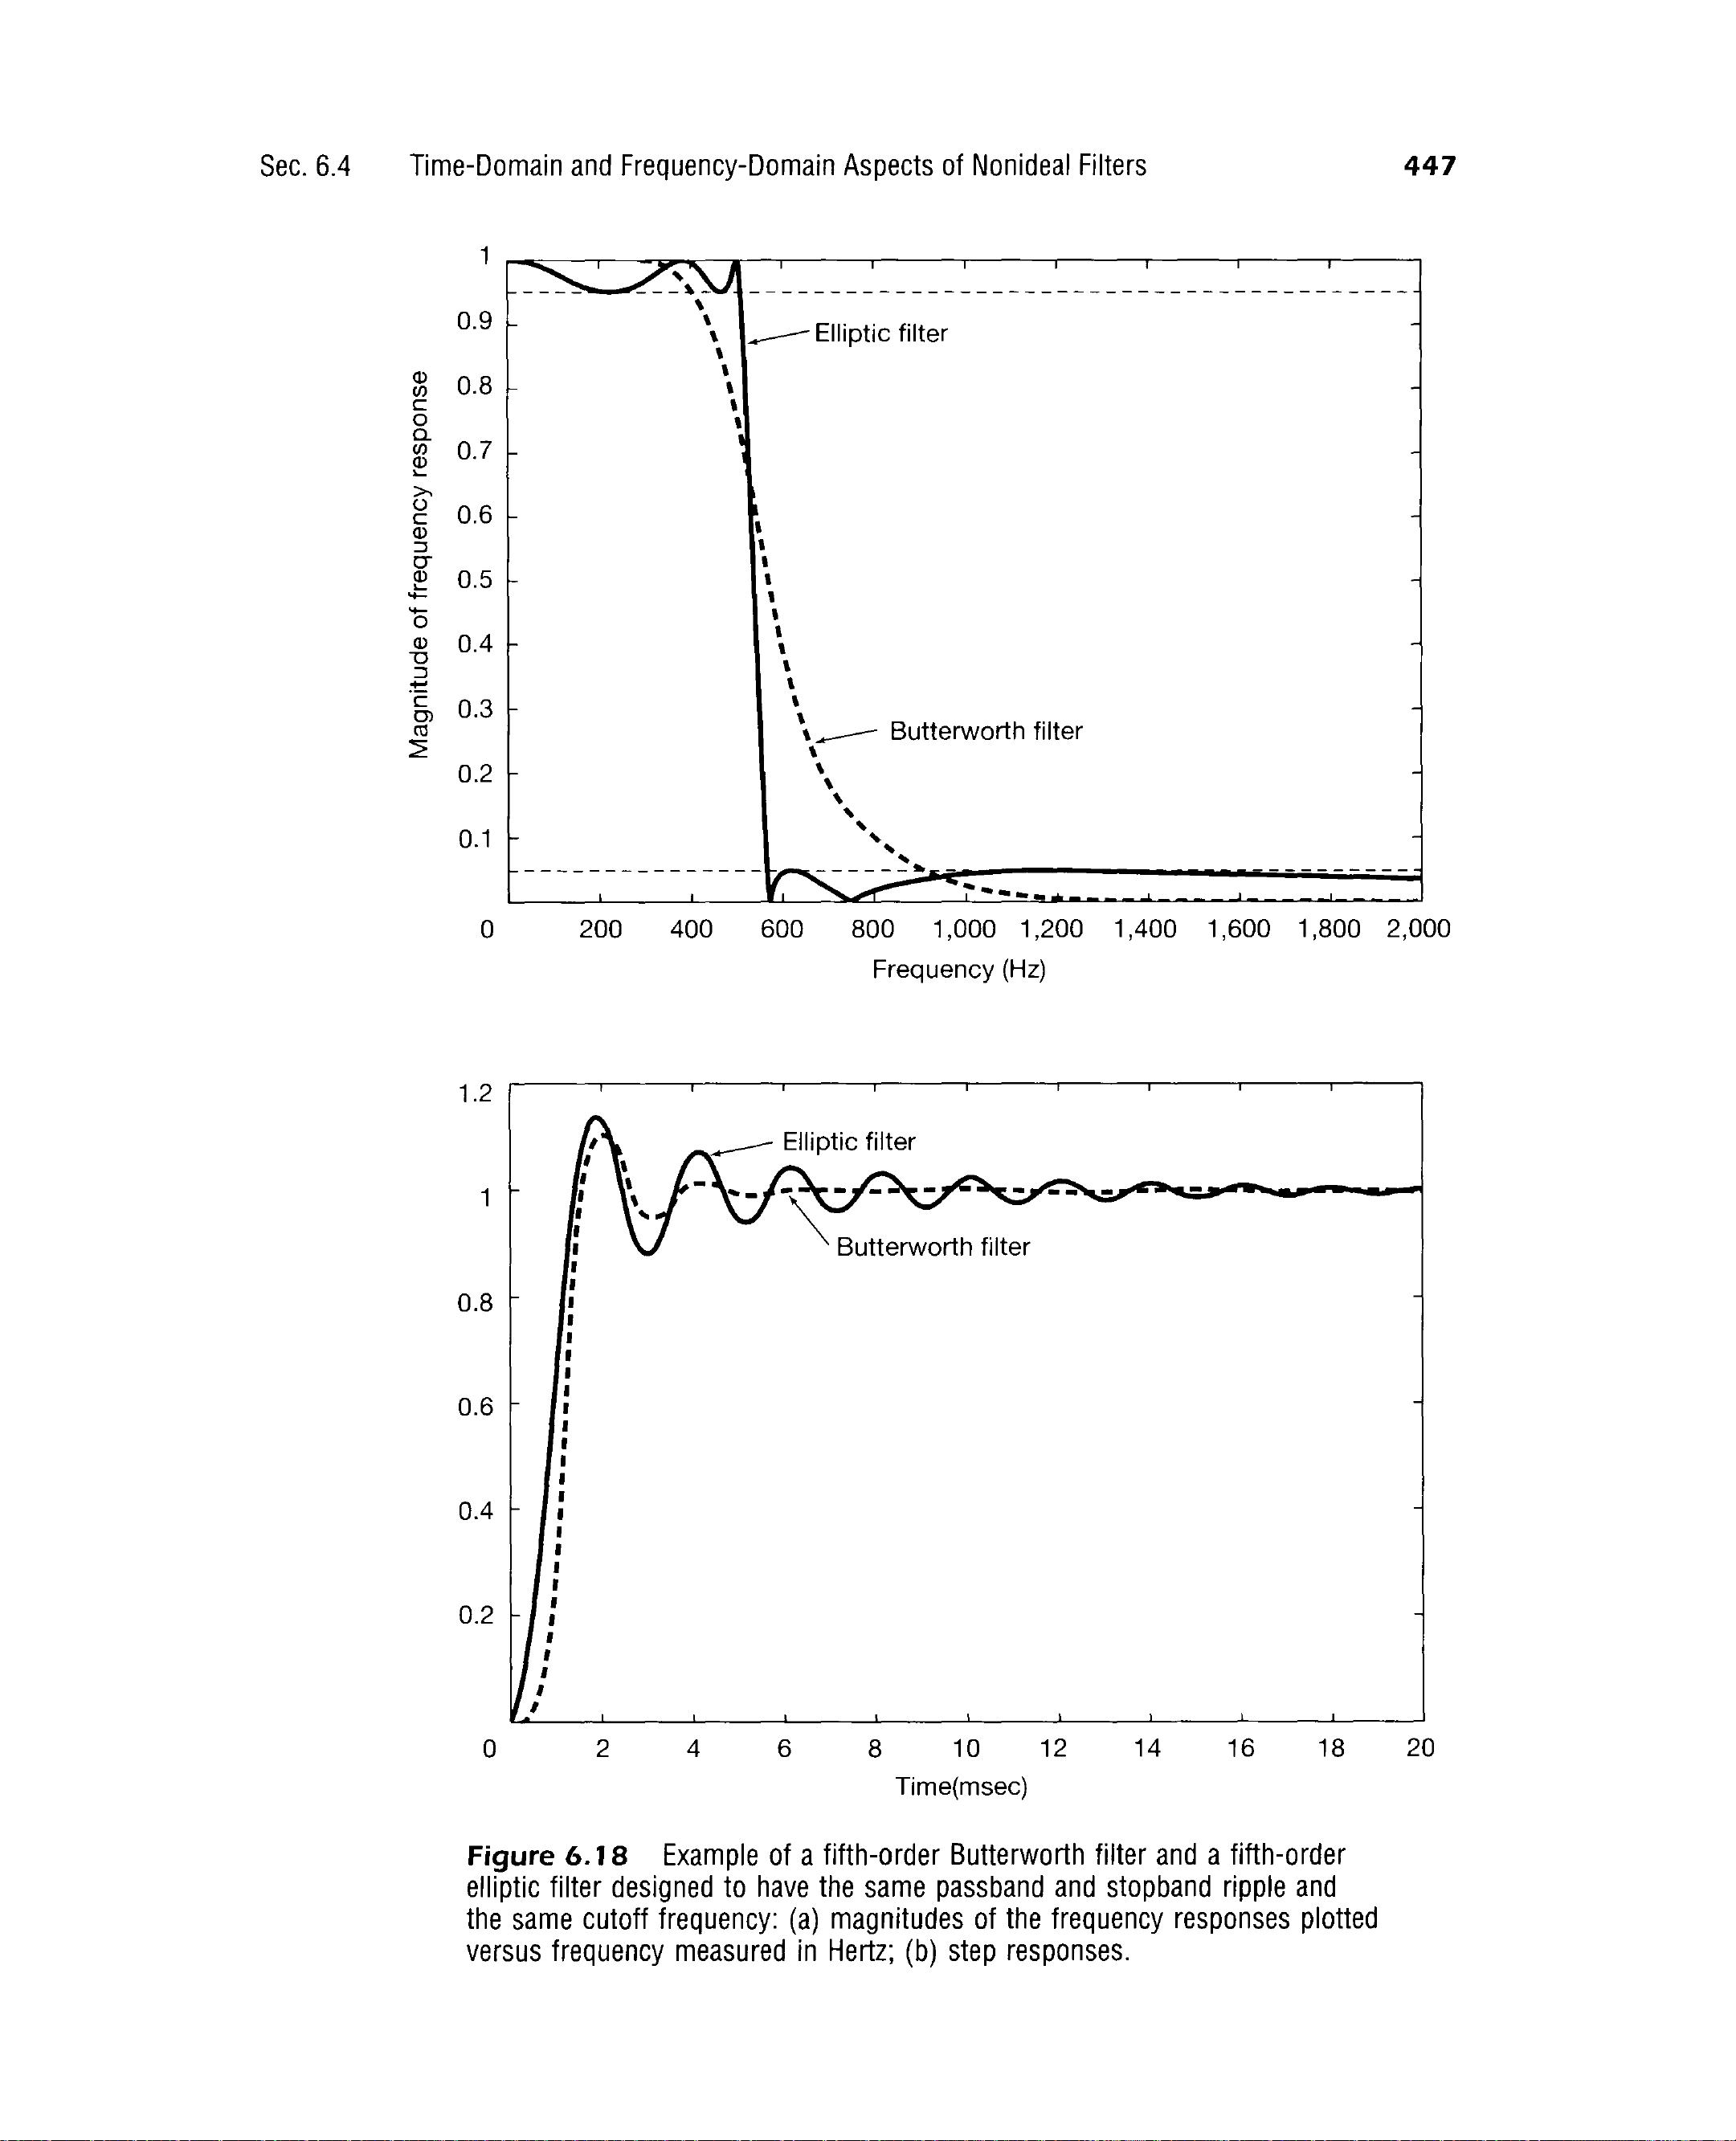 Sec. 6.4 Time-Domain and Frequency-Domain Aspects of Nonideal Filters 447
1
0.9
0.8
0.7
0.6
0.5
0.4
0.3
0.2
0.1
Magnitude of frequency response
Elliptic filter
Butterworth filter
0 200 400 600 800 1,000 1,200 1,400 1,600 1,800 2,000
Frequency (Hz)
1.2
1
0.8
0.6
0.4
0.2
Elliptic filter
Butterworth filter
0 2 4 6 8 10 12 14 16 18 20
Time(msec)
Figure 6.18 Example of a fifth-order Butterworth filter and a fifth-order
elliptic filter designed to have the same passband and stopband ripple and
the same cutoff frequency: (a) magnitudes of the frequency responses plotted
versus frequency measured in Hertz; (b) step responses.